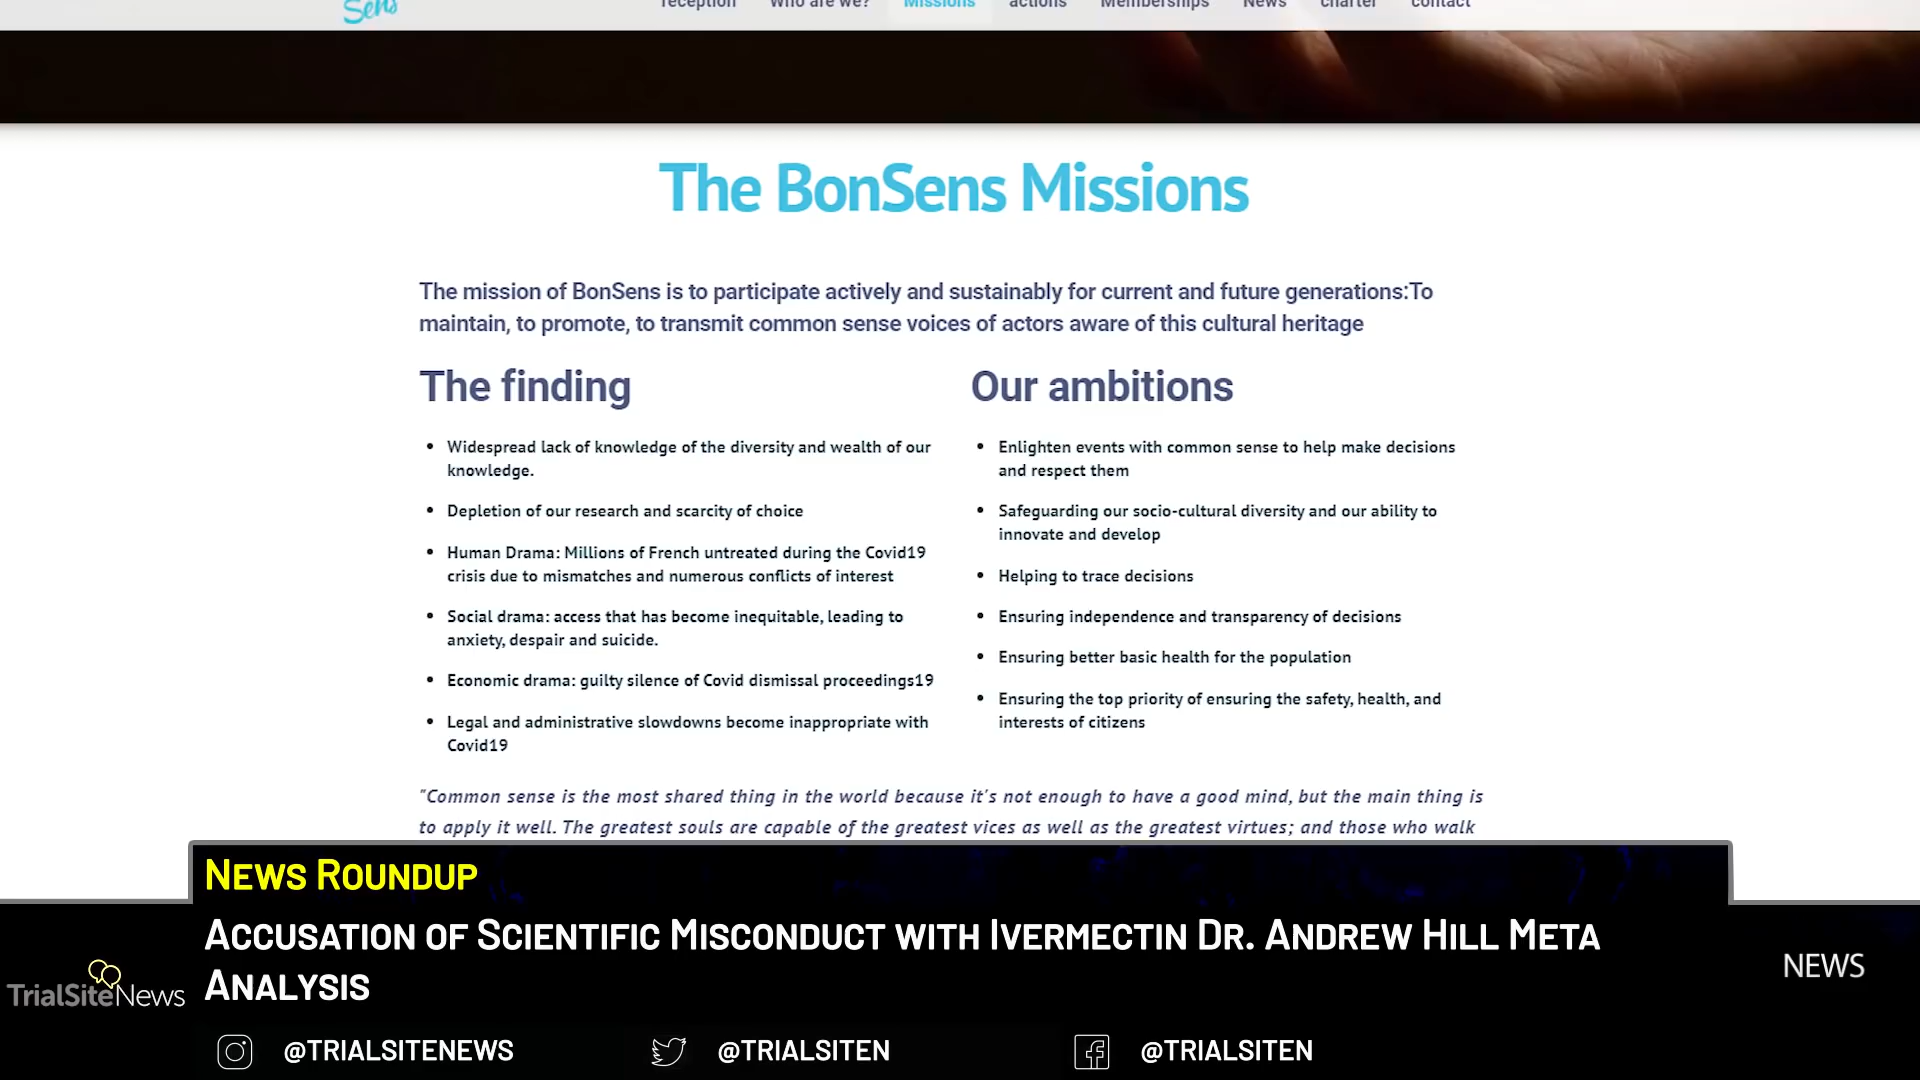 Sens
reception Who are we? Missions actions Memberships News charter contact
The BonSens Missions
The mission of BonSens is to participate actively and sustainably for current and future generations:To
maintain, to promote, to transmit common sense voices of actors aware of this cultural heritage
The finding
• Widespread lack of knowledge of the diversity and wealth of our
knowledge.
• Depletion of our research and scarcity of choice
• Human Drama: Millions of French untreated during the Covid19
crisis due to mismatches and numerous conflicts of interest
• Social drama: access that has become inequitable, leading to
anxiety, despair and suicide.
• Economic drama: guilty silence of Covid dismissal proceedings19
• Legal and administrative slowdowns become inappropriate with
Covid19
Our ambitions
• Enlighten events with common sense to help make decisions
and respect them
• Safeguarding our socio-cultural diversity and our ability to
innovate and develop
• Helping to trace decisions
• Ensuring independence and transparency of decisions
• Ensuring better basic health for the population
• Ensuring the top priority of ensuring the safety, health, and
interests of citizens
"Common sense is the most shared thing in the world because it's not enough to have a good mind, but the main thing is
to apply it well. The greatest souls are capable of the greatest vices as well as the greatest virtues; and those who walk
News Roundup
Accusation of Scientific Misconduct with Ivermectin Dr. Andrew Hill Meta
Analysis
TrialSiteNews
NEWS
@TRIALSITENEWS @TRIALSITEN @TRIALSITEN